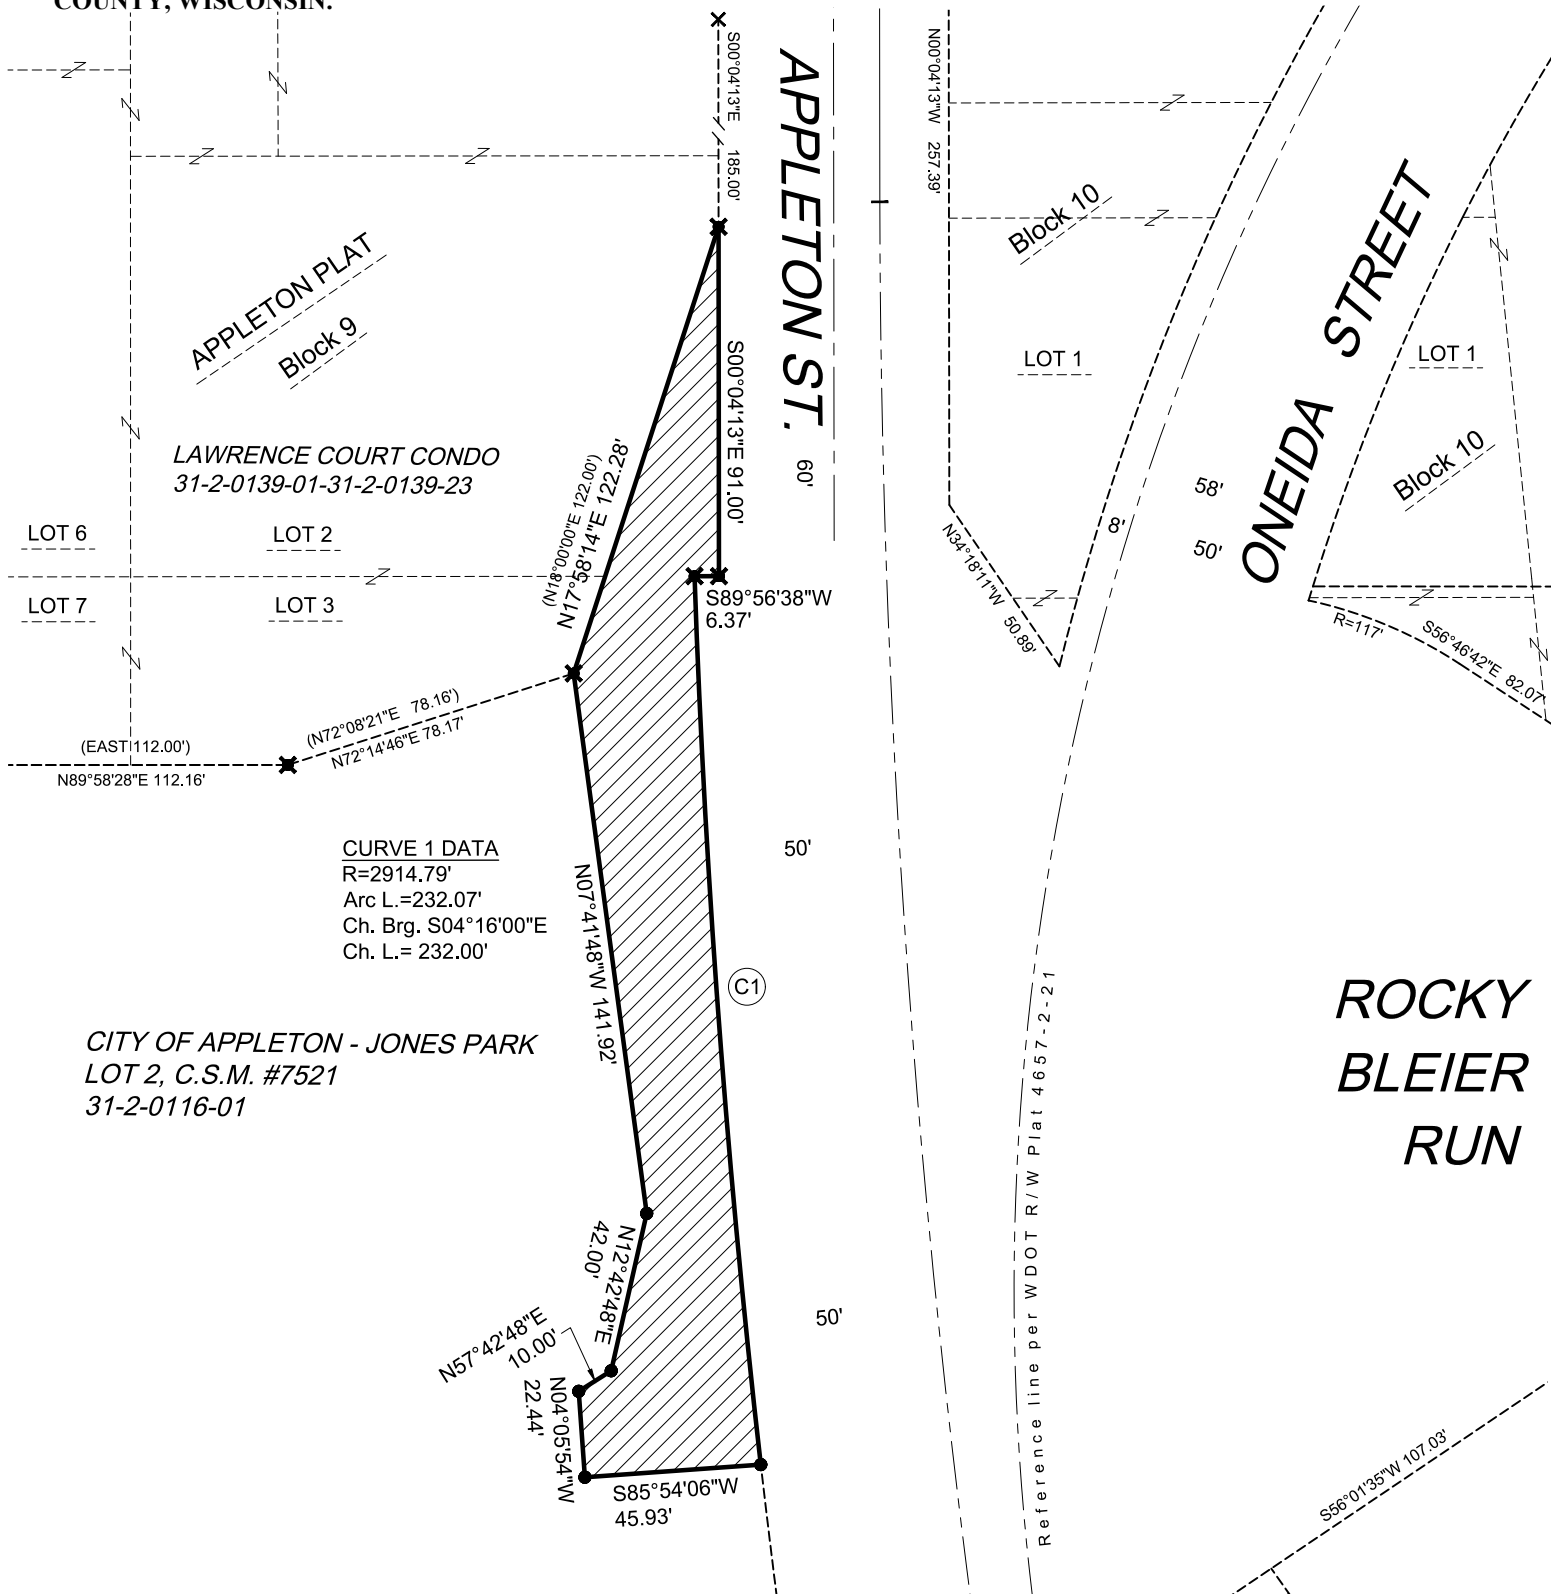 COUNTY, WISCONSIN.
S00°04'13"E 185.00'
APPLETON ST.
60'
N00°04'13"W 257.39'
Block 10
LOT 1
ONEIDA STREET
LOT 1
Block 10
APPLETON PLAT
Block 9
S00°04'13"E 91.00'
LAWRENCE COURT CONDO
31-2-0139-01-31-2-0139-23
(N18°00'00"E 122.00')
N17°58'14"E 122.28'
58'
8'
50'
LOT 6
LOT 2
LOT 7
LOT 3
N34°18'11"W 50.89'
S89°56'38"W
6.37'
R=117'
S56°46'42"E 82.07'
(N72°08'21"E 78.16')
N72°14'46"E 78.17'
(EAST 112.00')
N89°58'28"E 112.16'
CURVE 1 DATA
R=2914.79'
Arc L.=232.07'
Ch. Brg. S04°16'00"E
Ch. L.= 232.00'
50'
N07°41'48"W 141.92'
C1
CITY OF APPLETON - JONES PARK
LOT 2, C.S.M. #7521
31-2-0116-01
ROCKY
BLEIER
RUN
Reference line per WDOT R/W Plat 4657-2-21
N12°42'48"E
42.00'
50'
N57°42'48"E
10.00'
N04°05'54"W
22.44'
S85°54'06"W
45.93'
S56°01'35"W 107.03'